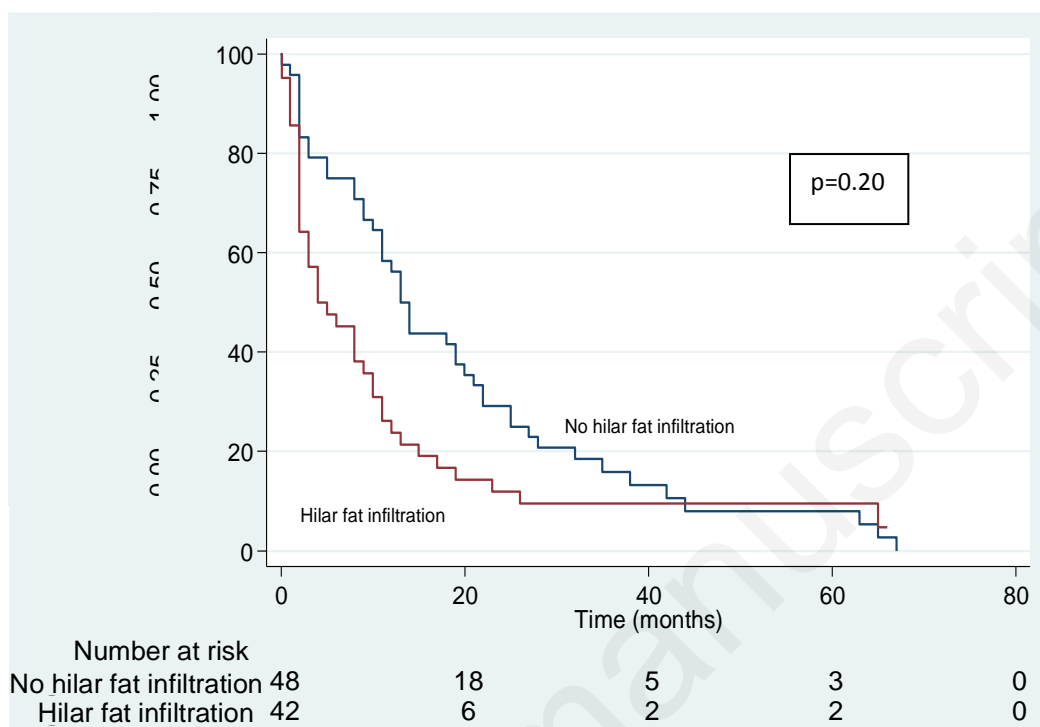 100
80
60
40
20
0
p=0.20
No hilar fat infiltration
Hilar fat infiltration
0 20 40 60 80
Time (months)
Number at risk
No hilar fat infiltration 48 18 5 3 0
Hilar fat infiltration 42 6 2 2 0